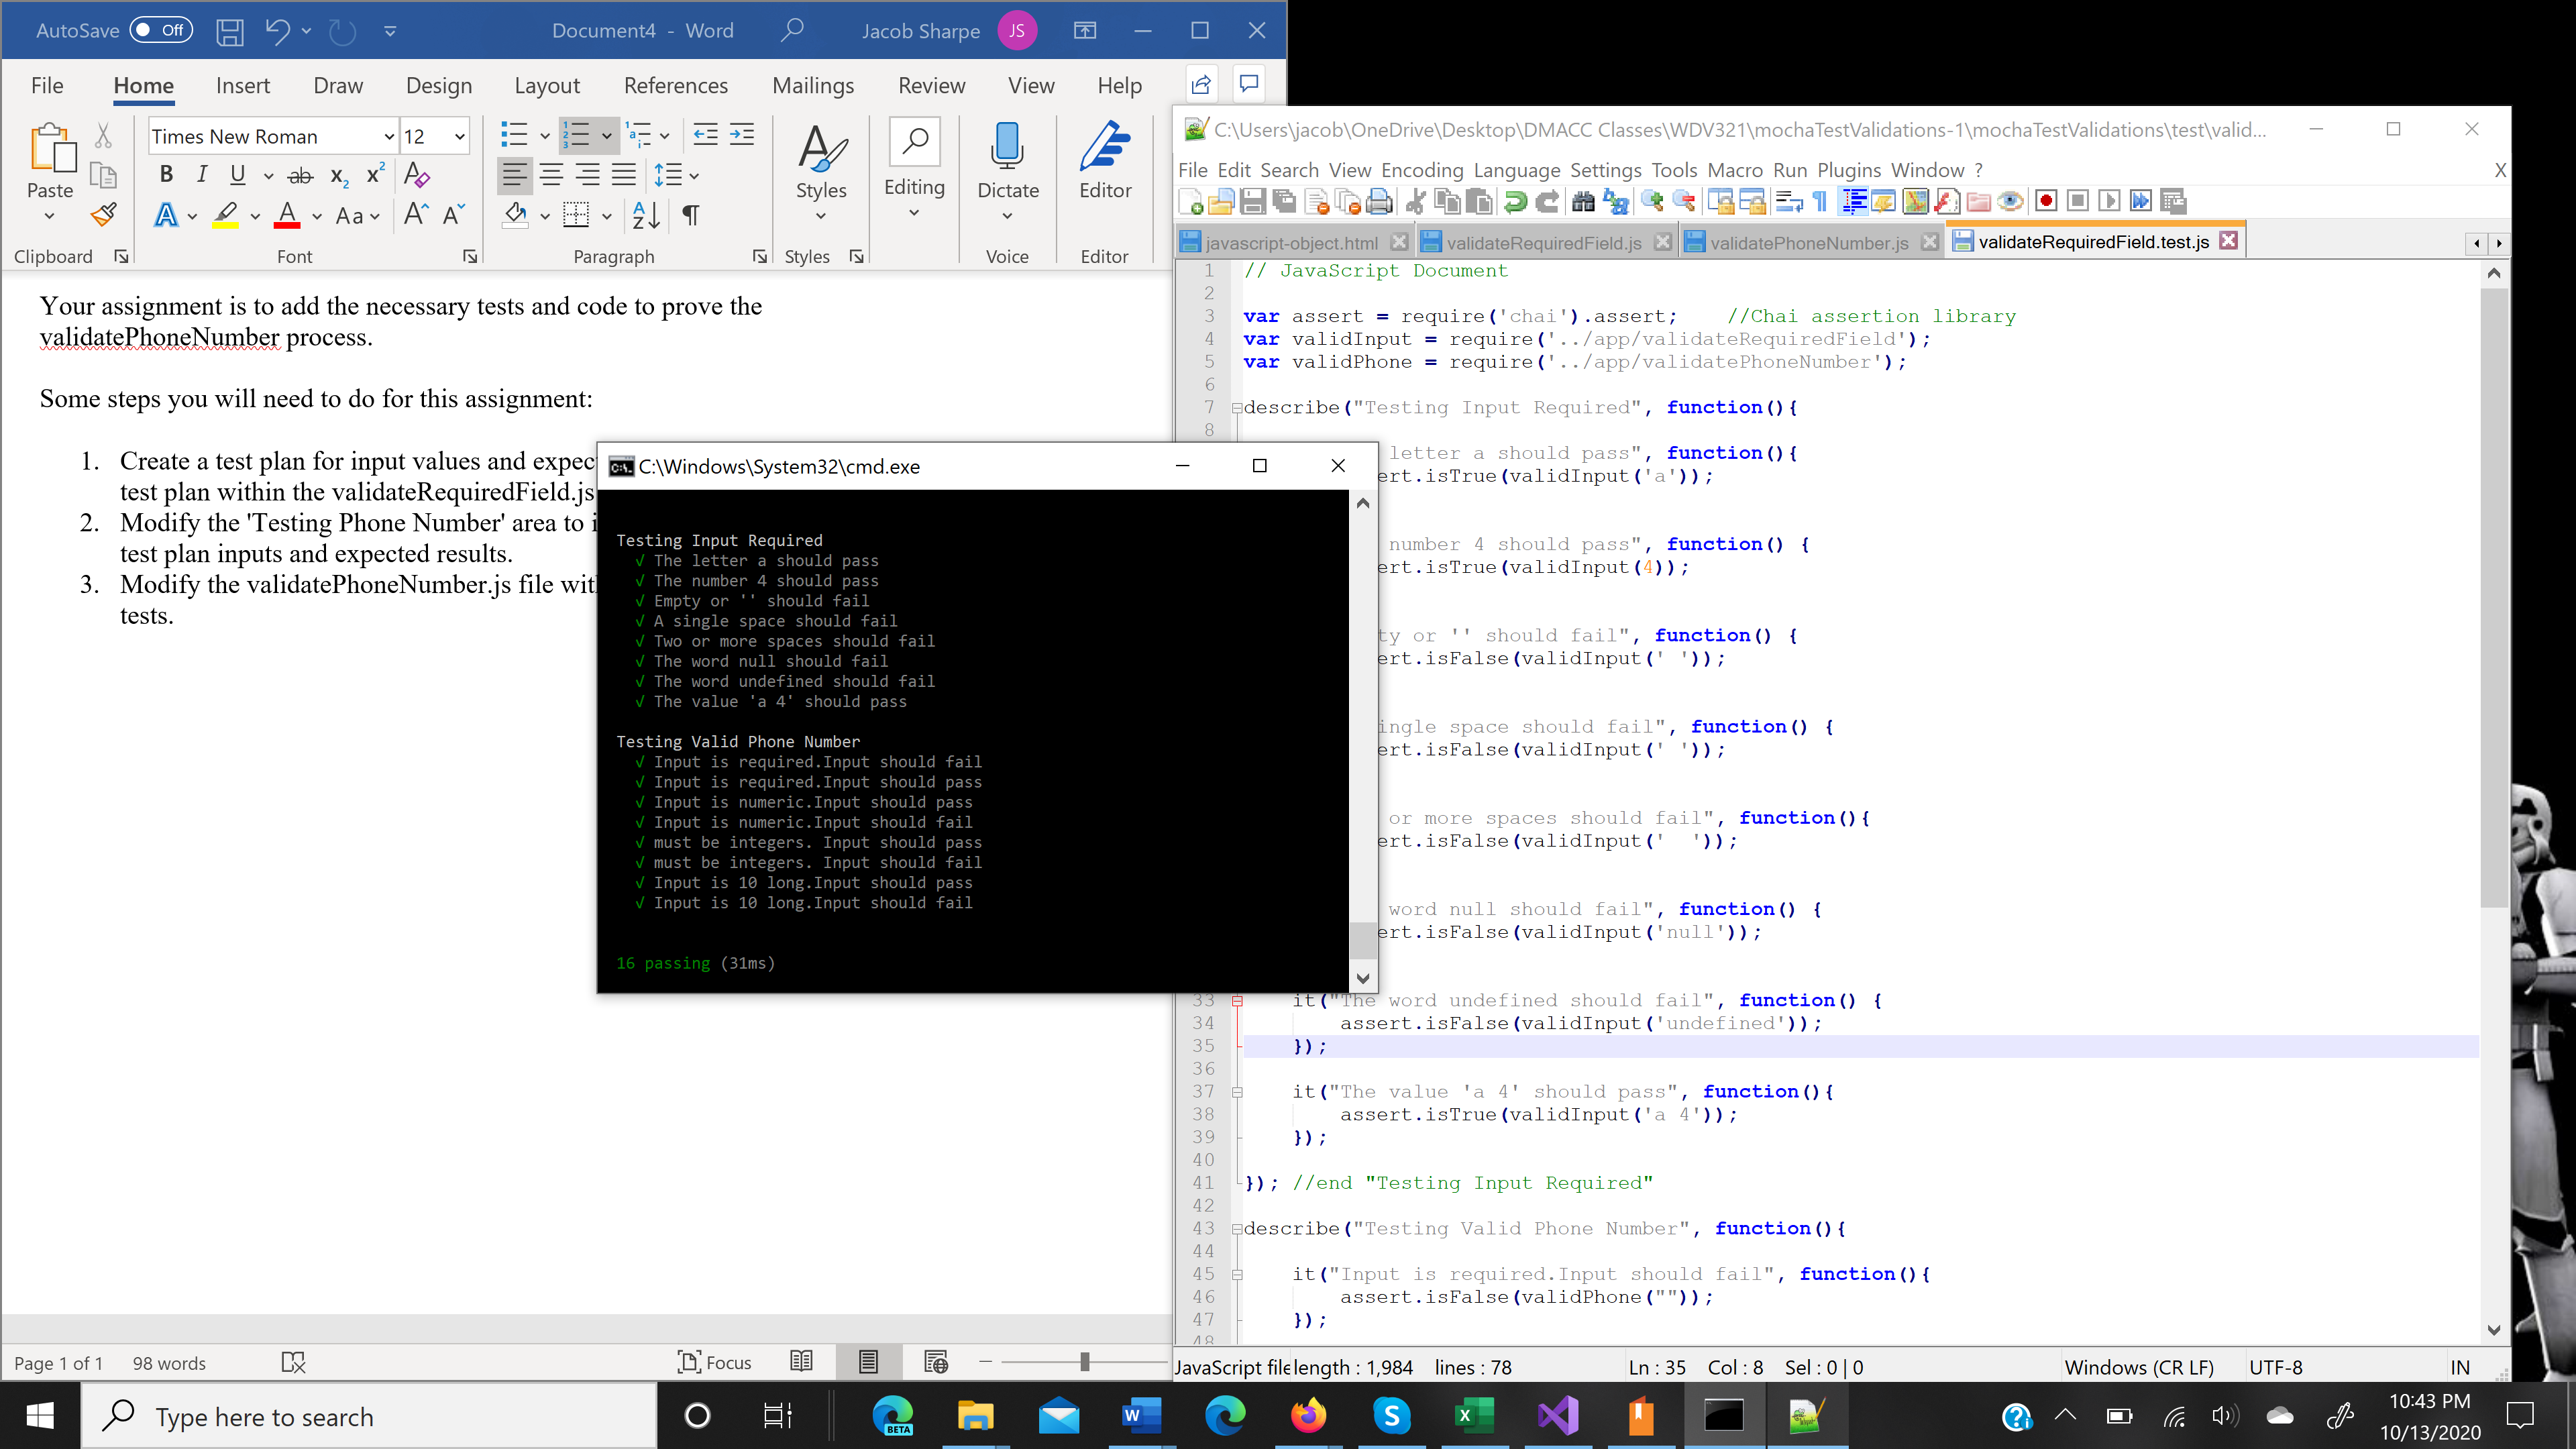 AutoSave Off Document4 - Word Jacob Sharpe JS
File Home Insert Draw Design Layout References Mailings Review View Help
Times New Roman 12
Paste
Styles
Editing
Dictate
Editor
Clipboard Font Paragraph Styles Voice Editor
Your assignment is to add the necessary tests and code to prove the
validatePhoneNumber process.
Some steps you will need to do for this assignment:
1. Create a test plan for input values and expec
test plan within the validateRequiredField.js
2. Modify the 'Testing Phone Number' area to i
test plan inputs and expected results.
3. Modify the validatePhoneNumber.js file wit
tests.
Page 1 of 1 98 words Focus
C:\Windows\System32\cmd.exe
Testing Input Required
√ The letter a should pass
√ The number 4 should pass
√ Empty or '' should fail
√ A single space should fail
√ Two or more spaces should fail
√ The word null should fail
√ The word undefined should fail
√ The value 'a 4' should pass
Testing Valid Phone Number
√ Input is required.Input should fail
√ Input is required.Input should pass
√ Input is numeric.Input should pass
√ Input is numeric.Input should fail
√ must be integers. Input should pass
√ must be integers. Input should fail
√ Input is 10 long.Input should pass
√ Input is 10 long.Input should fail
16 passing (31ms)
C:\Users\jacob\OneDrive\Desktop\DMACC Classes\WDV321\mochaTestValidations-1\mochaTestValidations\test\valid...
File Edit Search View Encoding Language Settings Tools Macro Run Plugins Window ? X
javascript-object.html validateRequiredField.js validatePhoneNumber.js validateRequiredField.test.js
1 // JavaScript Document
2
3 var assert = require('chai').assert; //Chai assertion library
4 var validInput = require('../app/validateRequiredField');
5 var validPhone = require('../app/validatePhoneNumber');
6
7 describe("Testing Input Required", function(){
8
letter a should pass", function(){
ert.isTrue(validInput('a'));
number 4 should pass", function() {
ert.isTrue(validInput(4));
ty or '' should fail", function() {
ert.isFalse(validInput(' '));
ingle space should fail", function() {
ert.isFalse(validInput(' '));
or more spaces should fail", function(){
ert.isFalse(validInput('  '));
word null should fail", function() {
ert.isFalse(validInput('null'));
33 it("The word undefined should fail", function() {
34 assert.isFalse(validInput('undefined'));
35 });
36
37 it("The value 'a 4' should pass", function(){
38 assert.isTrue(validInput('a 4'));
39 });
40
41 }); //end "Testing Input Required"
42
43 describe("Testing Valid Phone Number", function(){
44
45 it("Input is required.Input should fail", function(){
46 assert.isFalse(validPhone(""));
47 });
48
JavaScript file length : 1,984 lines : 78 Ln : 35 Col : 8 Sel : 0 | 0 Windows (CR LF) UTF-8 IN
Type here to search
BETA
10:43 PM
10/13/2020